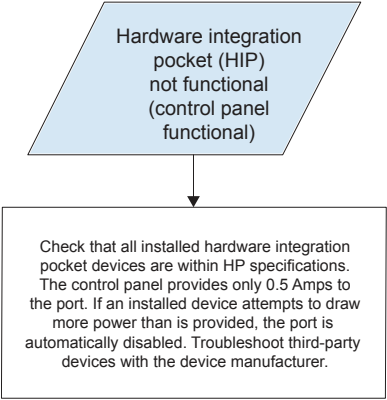 Hardware integration
pocket (HIP)
not functional
(control panel
functional)
Check that all installed hardware integration
pocket devices are within HP specifications.
The control panel provides only 0.5 Amps to
the port. If an installed device attempts to draw
more power than is provided, the port is
automatically disabled. Troubleshoot third-party
devices with the device manufacturer.